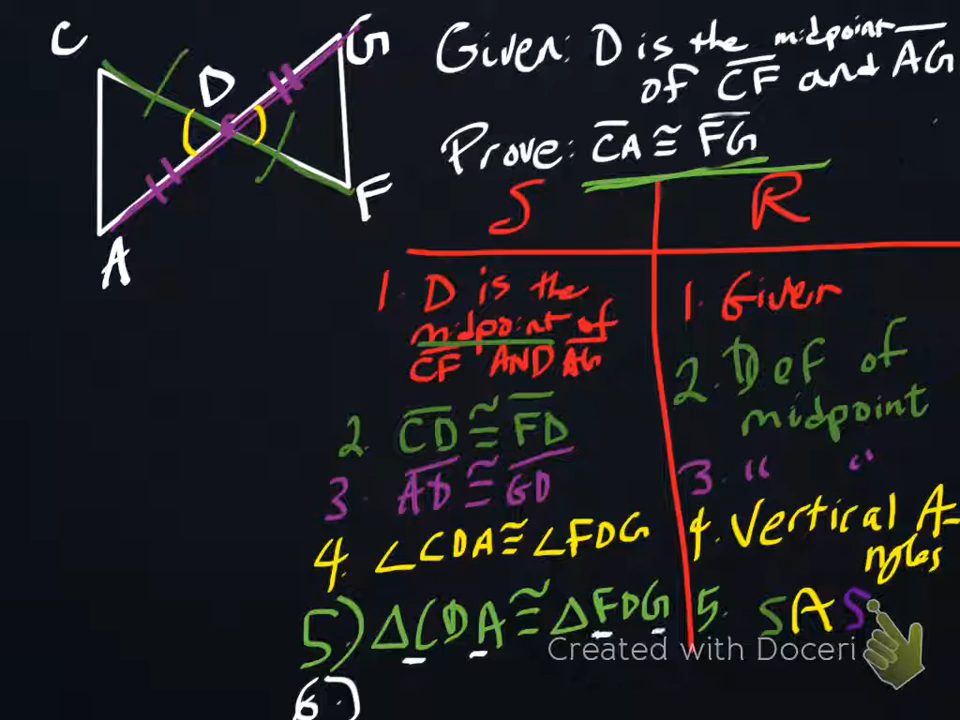 C
D
G
F
A
Given: D is the midpoint
of CF and AG
Prove: CA ≅ FG
S R
1. D is the
midpoint of
CF AND AG
1. Given
2. CD ≅ FD
2. Def of
midpoint
3. AD ≅ GD
3. " "
4. ∠CDA ≅ ∠FDG
4. Vertical A-
ngles
5) △CDA ≅ △FDG
5. SAS
Created with Doceri
6)